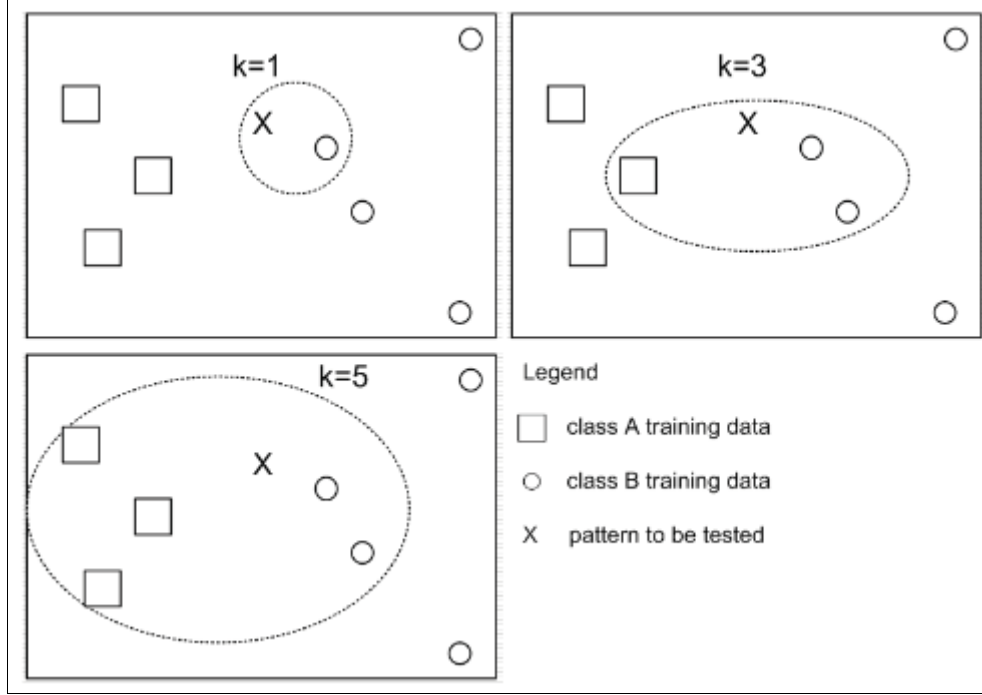 k=1
X
k=3
X
k=5
X
Legend
class A training data
class B training data
X pattern to be tested